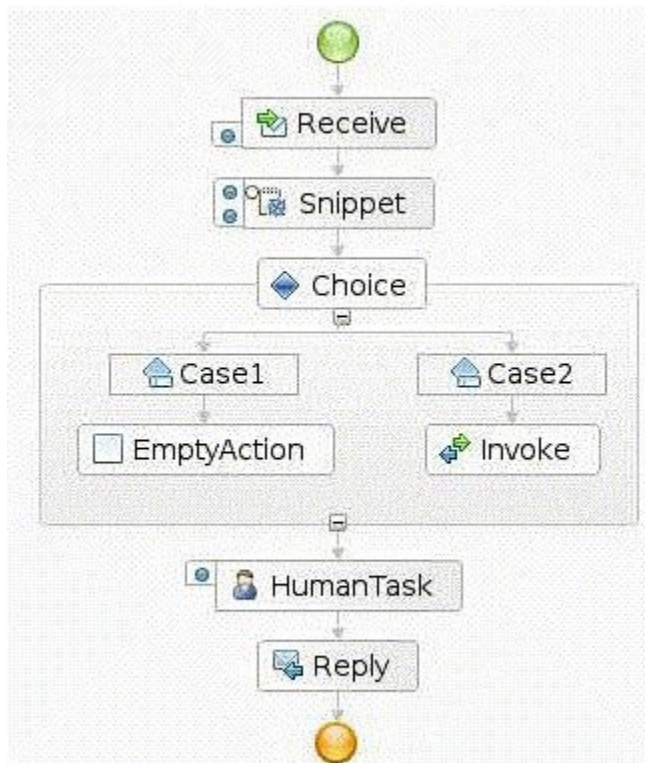 Receive
Snippet
Choice
Case1 Case2
EmptyAction Invoke
HumanTask
Reply